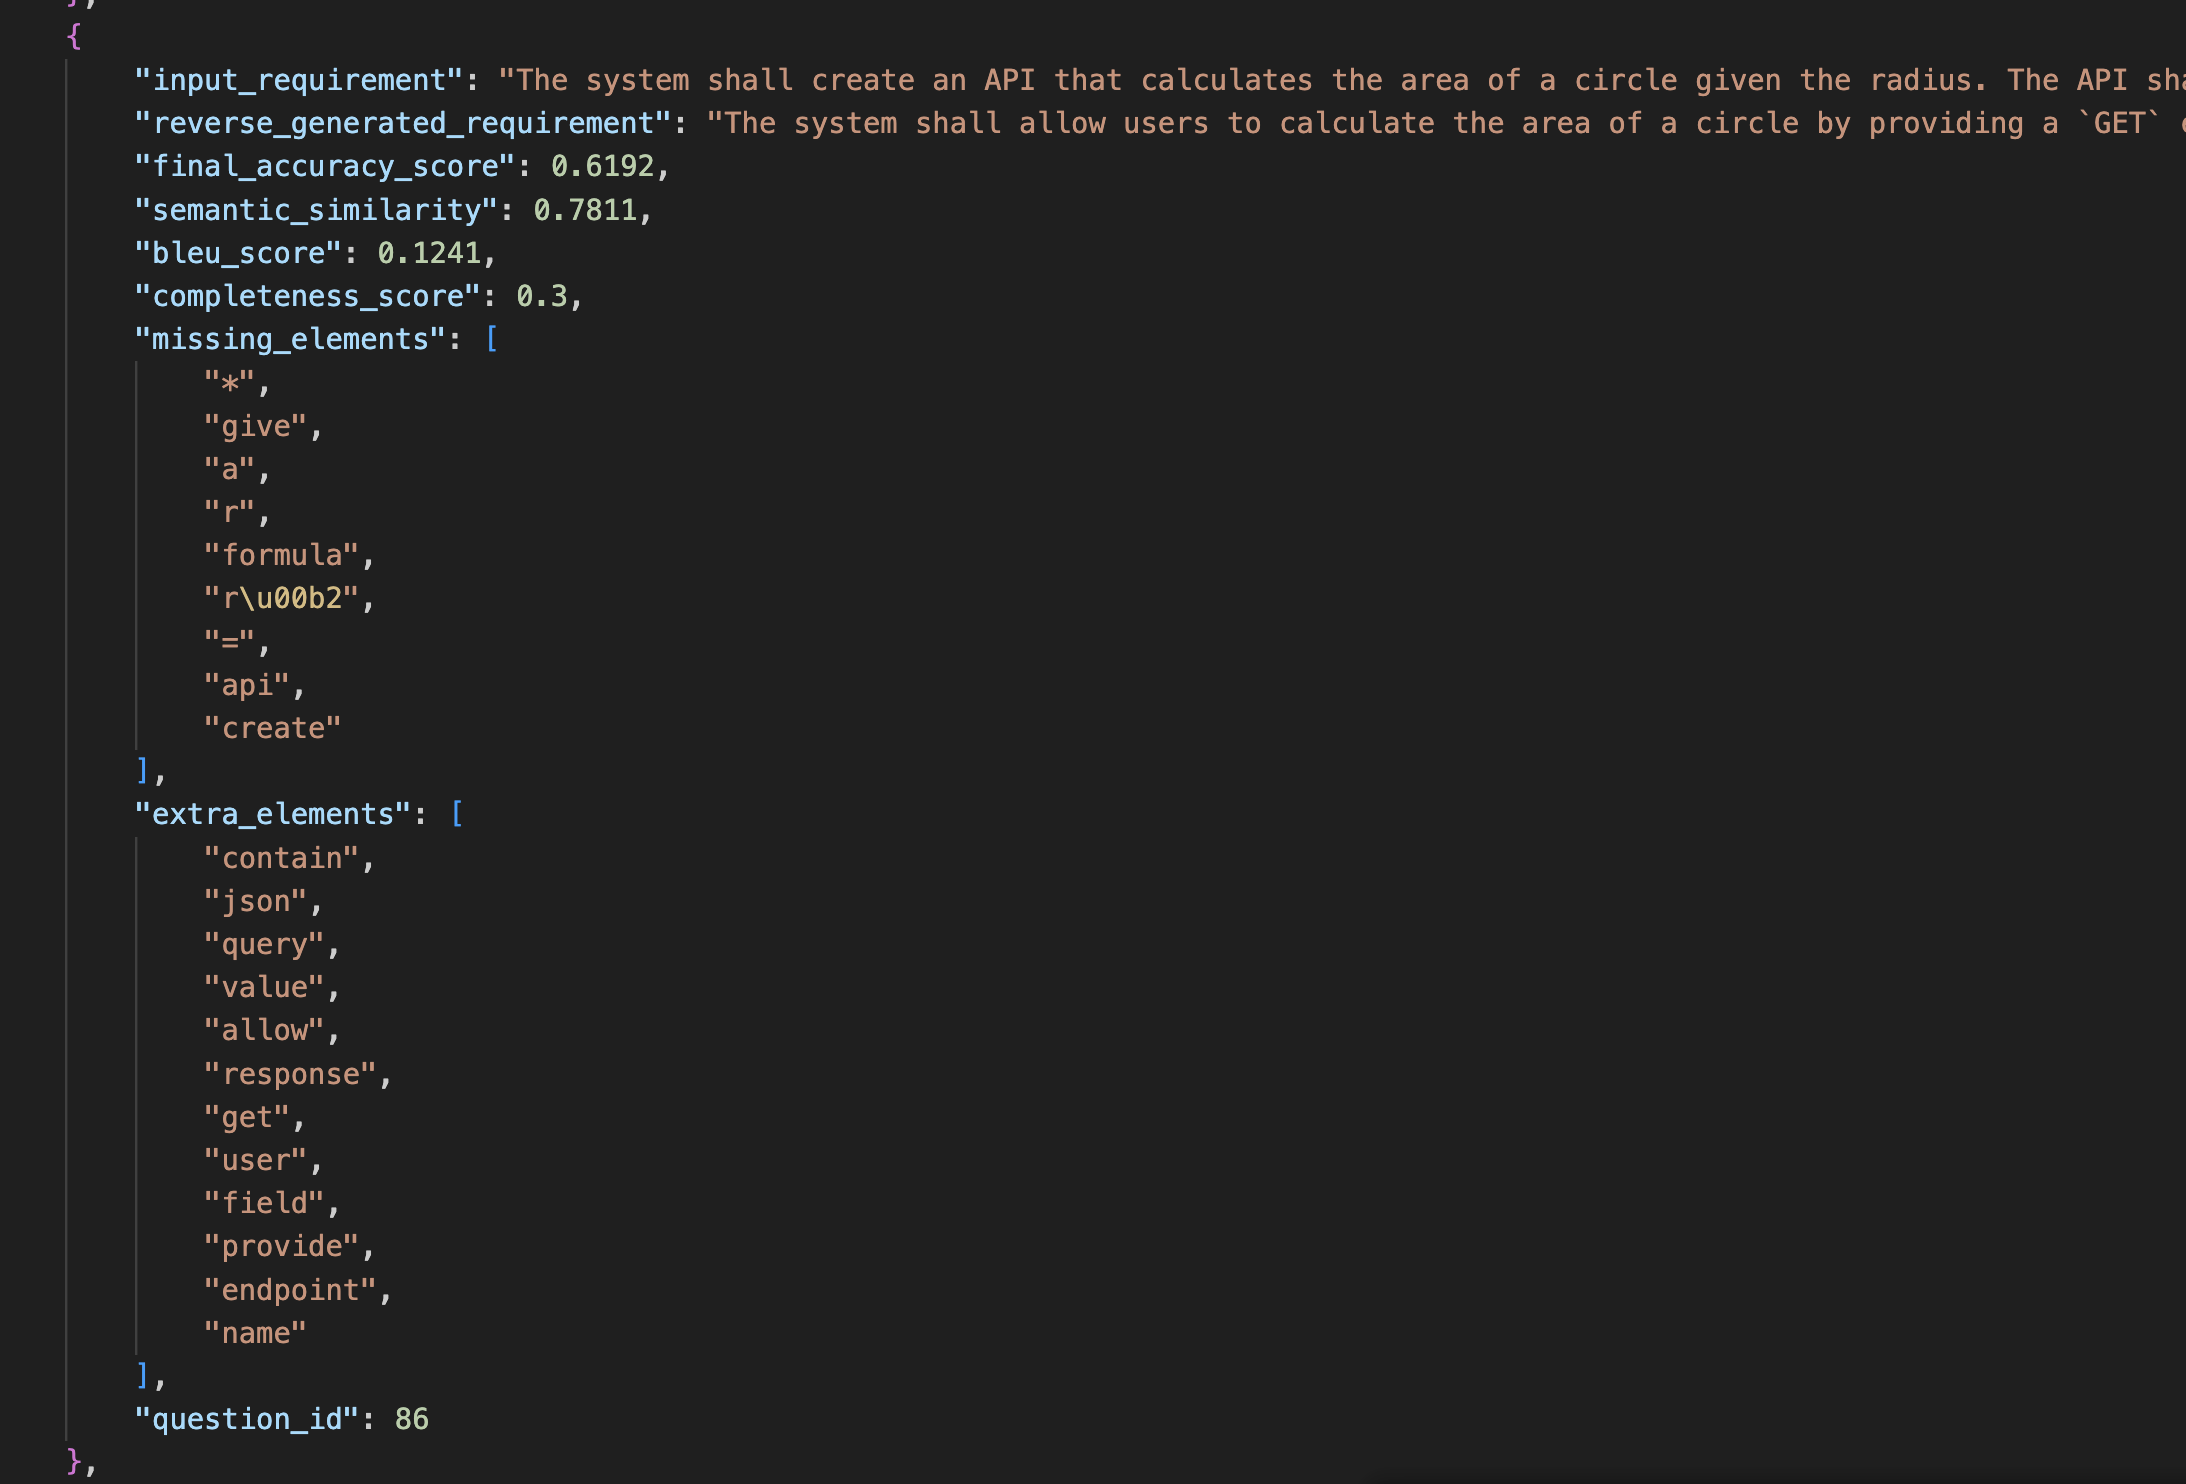 },
{
"input_requirement": "The system shall create an API that calculates the area of a circle given the radius. The API sha
"reverse_generated_requirement": "The system shall allow users to calculate the area of a circle by providing a `GET` e
"final_accuracy_score": 0.6192,
"semantic_similarity": 0.7811,
"bleu_score": 0.1241,
"completeness_score": 0.3,
"missing_elements": [
"*",
"give",
"a",
"r",
"formula",
"r\u00b2",
"=",
"api",
"create"
],
"extra_elements": [
"contain",
"json",
"query",
"value",
"allow",
"response",
"get",
"user",
"field",
"provide",
"endpoint",
"name"
],
"question_id": 86
},